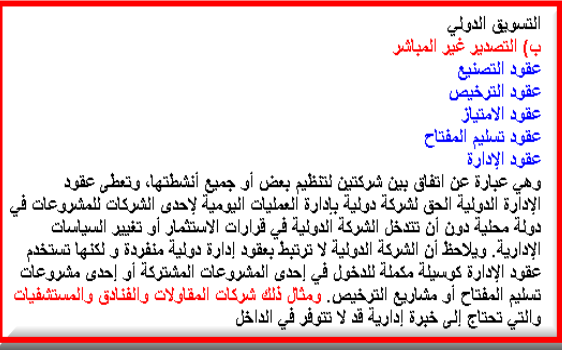 التسويق الدولي
ب) التصدير غير المباشر
عقود التصنيع
عقود الترخيص
عقود الامتياز
عقود تسليم المفتاح
عقود الإدارة
وهي عبارة عن اتفاق بين شركتين لتنظيم بعض أو جميع أنشطتها، وتعطى عقود
الإدارة الدولية الحق لشركة دولية بإدارة العمليات اليومية لإحدى الشركات للمشروعات في
دولة محلية دون أن تتدخل الشركة الدولية في قرارات الاستثمار أو تغيير السياسات
الإدارية. ويلاحظ أن الشركة الدولية لا ترتبط بعقود إدارة دولية منفردة و لكنها تستخدم
عقود الإدارة كوسيلة مكملة للدخول في إحدى المشروعات المشتركة أو إحدى مشروعات
تسليم المفتاح أو مشاريع الترخيص. ومثال ذلك شركات المقاولات والفنادق والمستشفيات
والتي تحتاج إلى خبرة إدارية قد لا تتوفر في الداخل